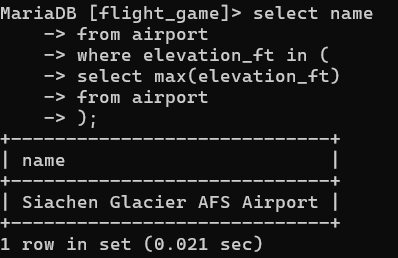 MariaDB [flight_game]> select name
    -> from airport
    -> where elevation_ft in (
    -> select max(elevation_ft)
    -> from airport
    -> );
+----------------------------+
| name                       |
+----------------------------+
| Siachen Glacier AFS Airport |
+----------------------------+
1 row in set (0.021 sec)